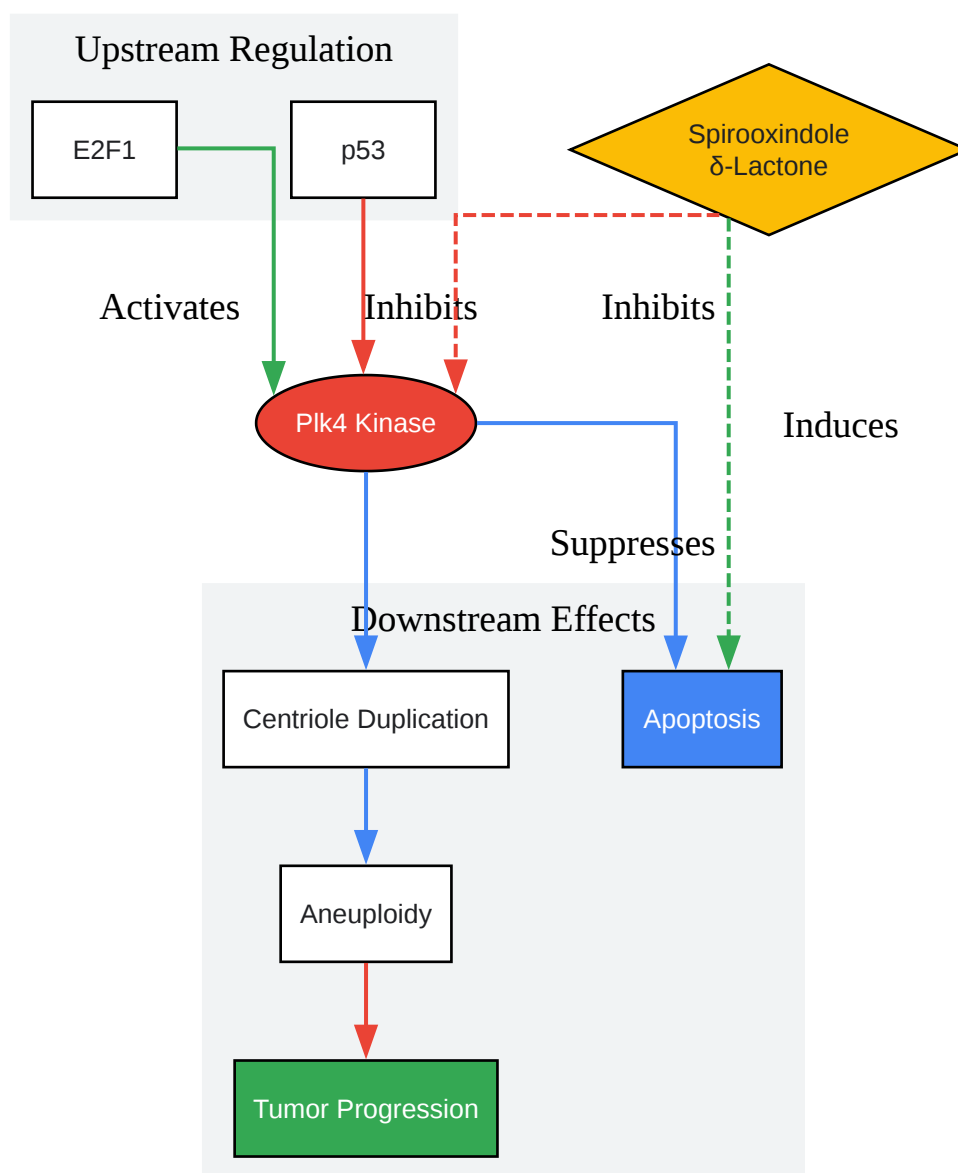 Upstream Regulation
E2F1
p53
Spirooxindole
δ-Lactone
Activates
Inhibits
Inhibits
Plk4 Kinase
Induces
Suppresses
Downstream Effects
Centriole Duplication
Apoptosis
Aneuploidy
Tumor Progression